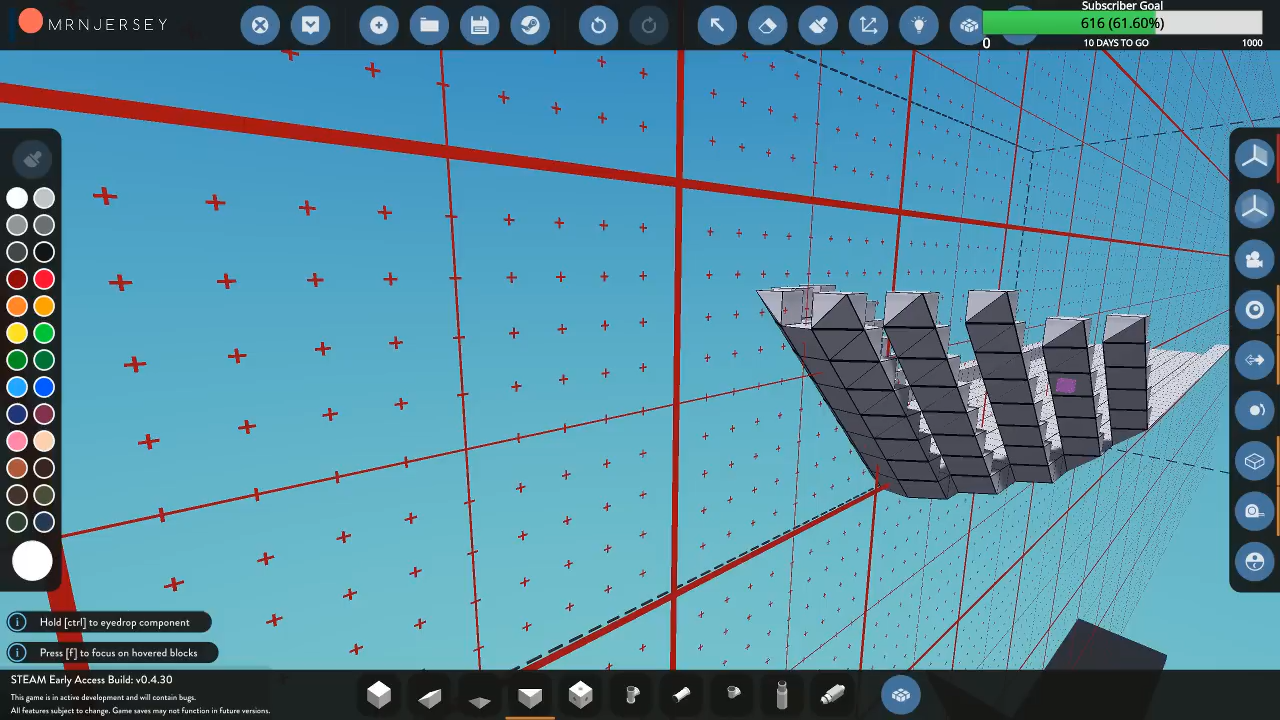 MRNJERSEY
Subscriber Goal
616 (61.60%)
0
10 DAYS TO GO
1000
Hold [ctrl] to eyedrop component
Press [f] to focus on hovered blocks
STEAM Early Access Build: v0.4.30
This game is in active development and will contain bugs.
All features subject to change. Game saves may not function in future versions.